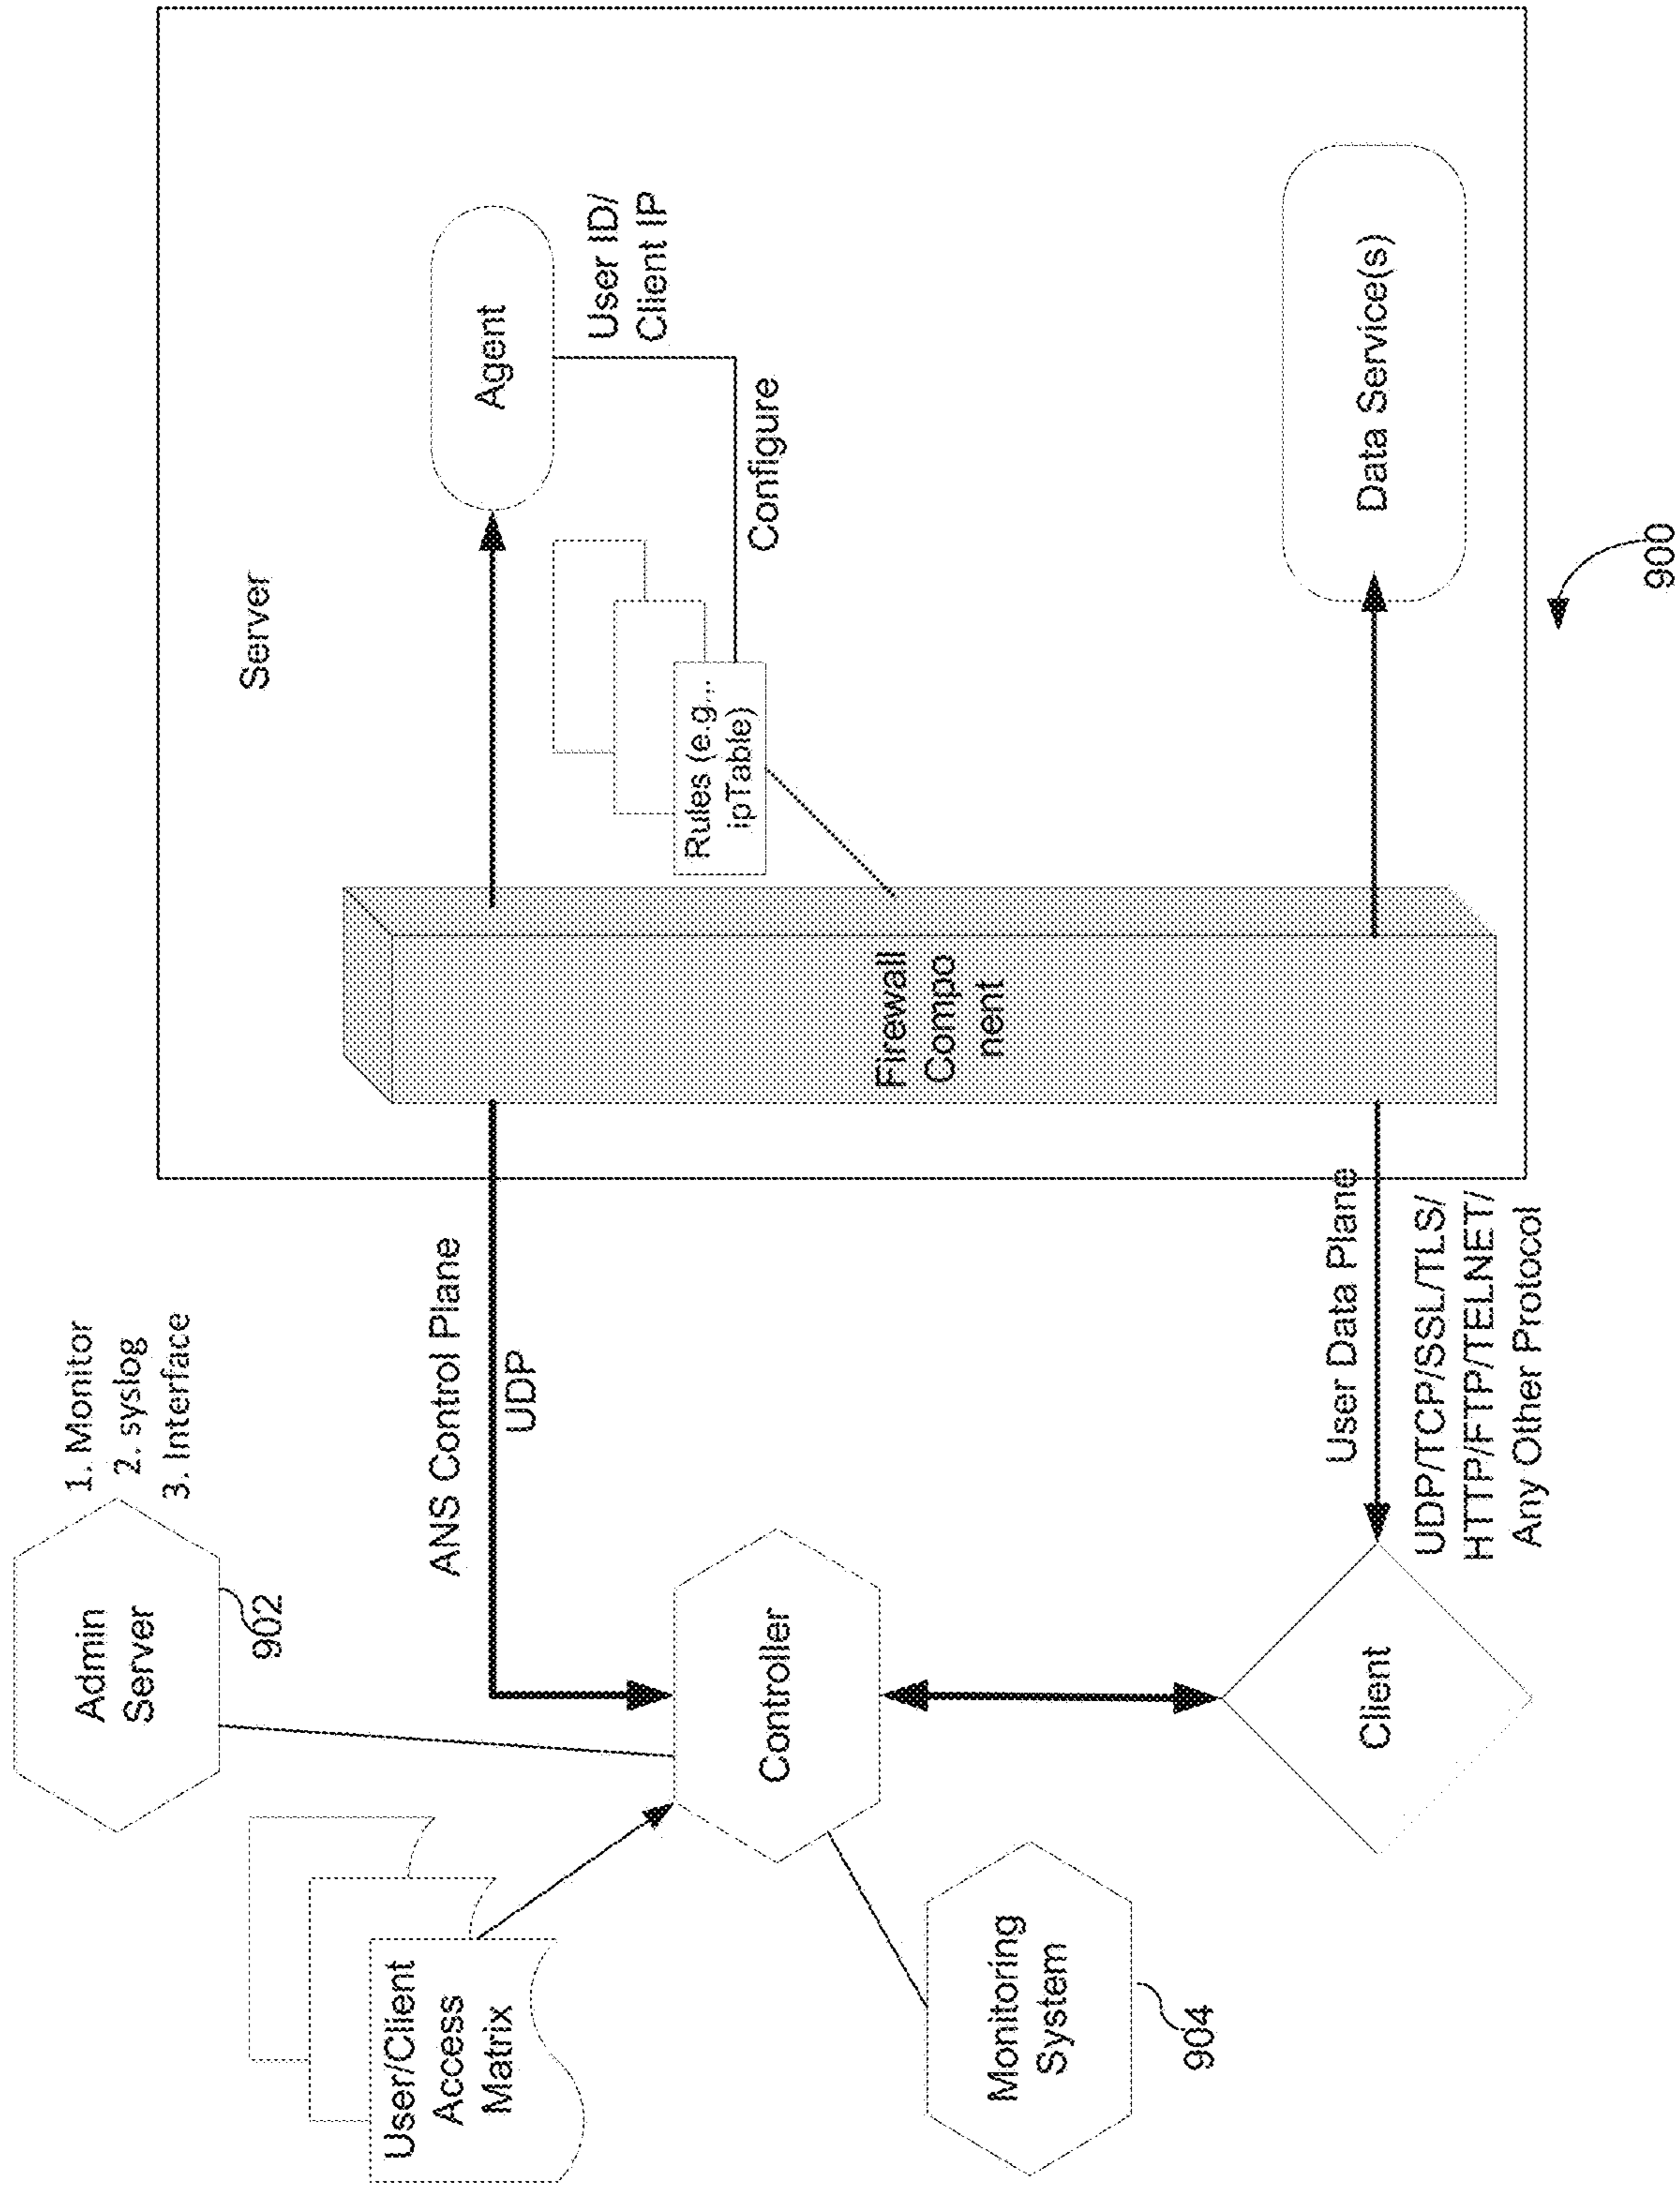 Admin
Server
902
1. Monitor
2. syslog
3. Interface
User/Client
Access
Matrix
ANS Control Plane
UDP
Controller
Monitoring
System
904
Client
User Data Plane
UDP/TCP/SSL/TLS/
HTTP/FTP/TELNET/
Any Other Protocol
Server
Firewall
Compo
nent
Rules (e.g...
ipTable)
Agent
User ID/
Client IP
Configure
Data Service(s)
900